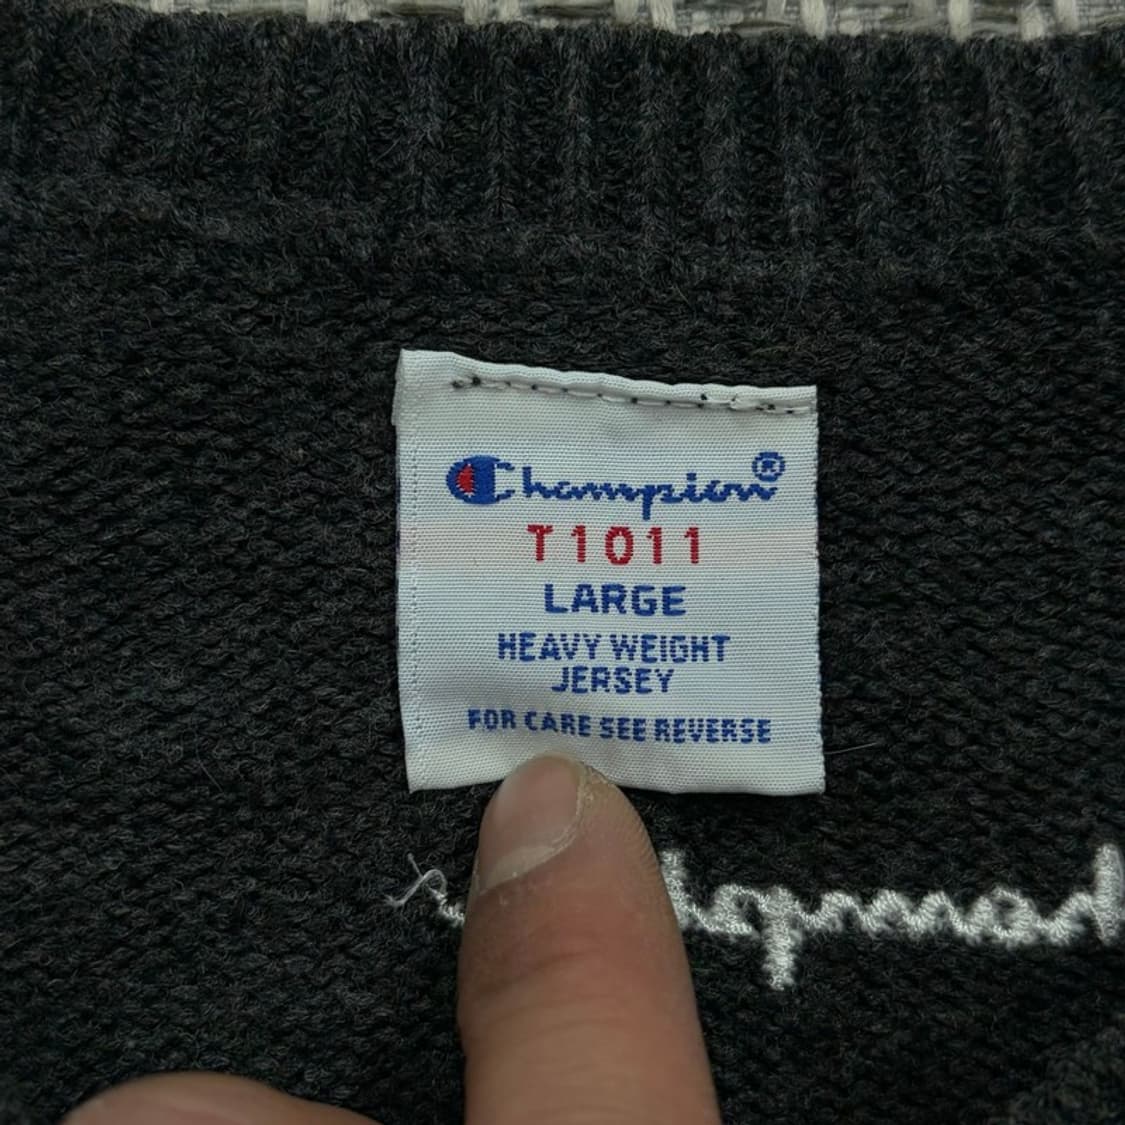 Champion®
T1011
LARGE
HEAVY WEIGHT
JERSEY
FOR CARE SEE REVERSE